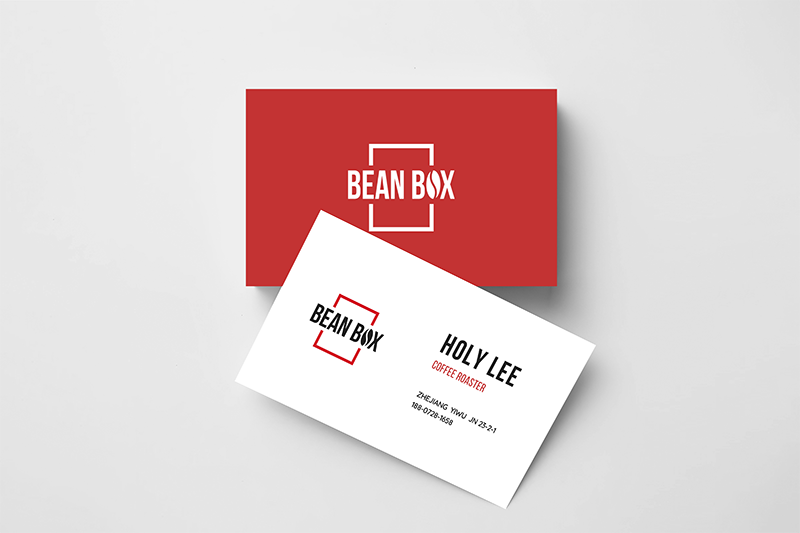 BEAN BOX
BEAN BOX
HOLY LEE
COFFEE ROASTER
ZHEJIANG YIWU JN 23-2-1
188-0728-1658